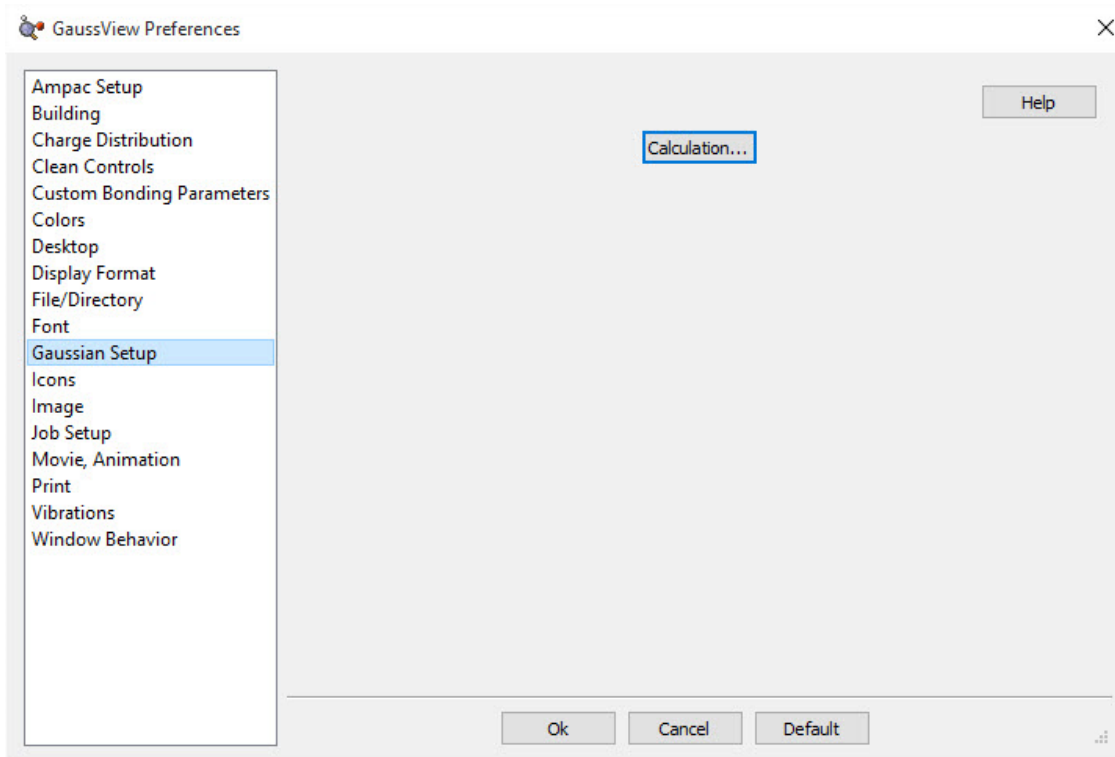 GaussView Preferences
Ampac Setup
Building
Charge Distribution
Clean Controls
Custom Bonding Parameters
Colors
Desktop
Display Format
File/Directory
Font
Gaussian Setup
Icons
Image
Job Setup
Movie, Animation
Print
Vibrations
Window Behavior
Help
Calculation...
Ok Cancel Default